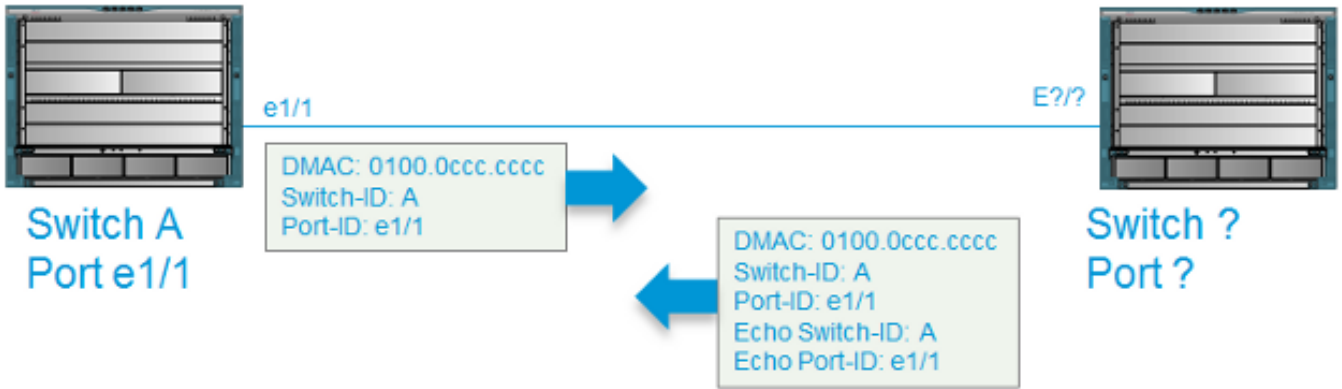 e1/1
E?/?
DMAC: 0100.0ccc.cccc
Switch-ID: A
Port-ID: e1/1
Switch A
Port e1/1
DMAC: 0100.0ccc.cccc
Switch-ID: A
Port-ID: e1/1
Echo Switch-ID: A
Echo Port-ID: e1/1
Switch ?
Port ?